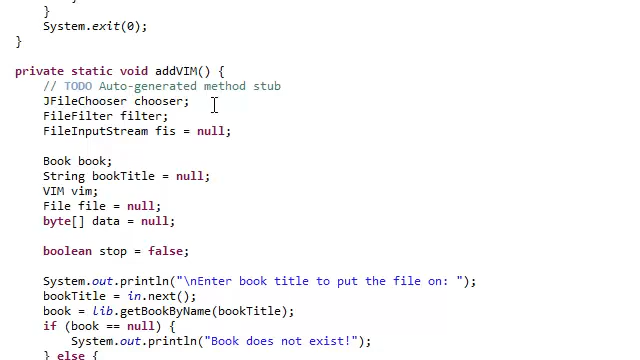 }
System.exit(0);
}
private static void addVIM() {
// TODO Auto-generated method stub
JFileChooser chooser;
FileFilter filter;
FileInputStream fis = null;
Book book;
String bookTitle = null;
VIM vim;
File file = null;
byte[] data = null;
boolean stop = false;
System.out.println("\nEnter book title to put the file on: ");
bookTitle = in.next();
book = lib.getBookByName(bookTitle);
if (book == null) {
System.out.println("Book does not exist!");
} else {